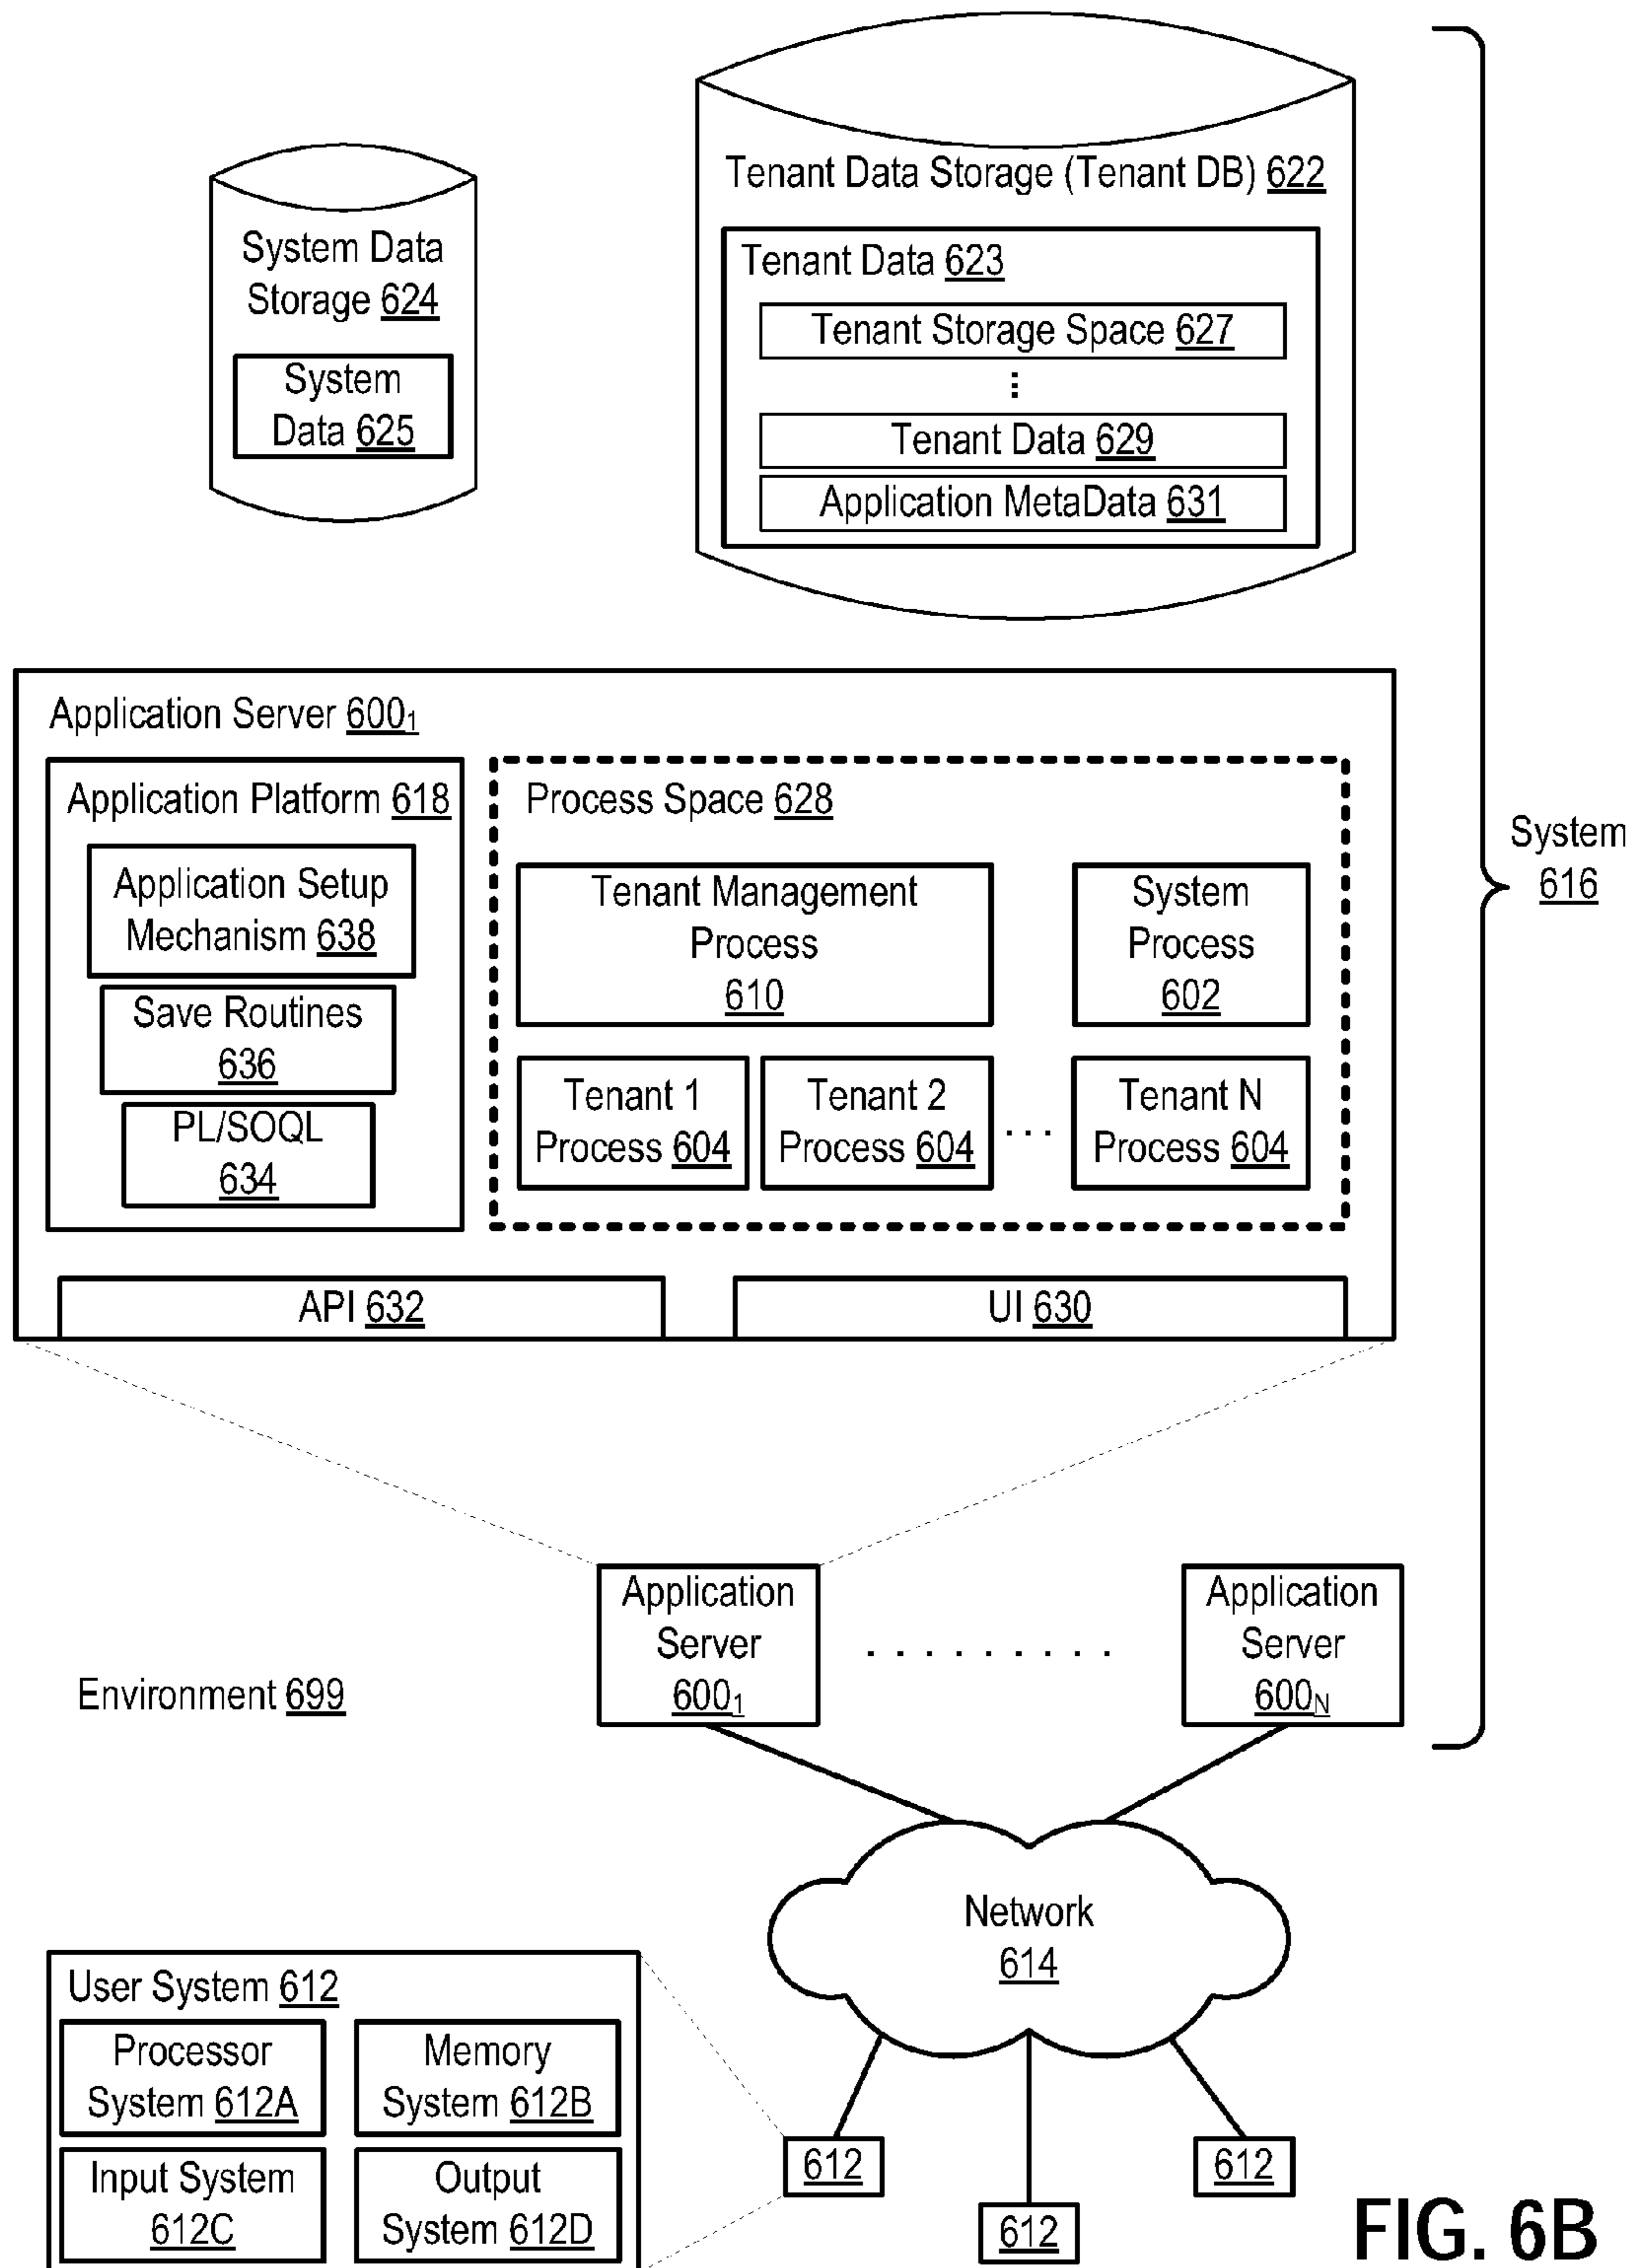 Tenant Data Storage (Tenant DB) 622
System Data
Storage 624
System
Data 625
Tenant Data 623
Tenant Storage Space 627
⋮
Tenant Data 629
Application MetaData 631
System
616
Application Server 600₁
Application Platform 618
Application Setup
Mechanism 638
Save Routines
636
PL/SOQL
634
Process Space 628
Tenant Management
Process
610
System
Process
602
Tenant 1
Process 604
Tenant 2
Process 604
...
Tenant N
Process 604
API 632
UI 630
Application
Server
600₁
.........
Application
Server
600N
Environment 699
Network
614
User System 612
Processor
System 612A
Memory
System 612B
Input System
612C
Output
System 612D
612
612
612
FIG. 6B